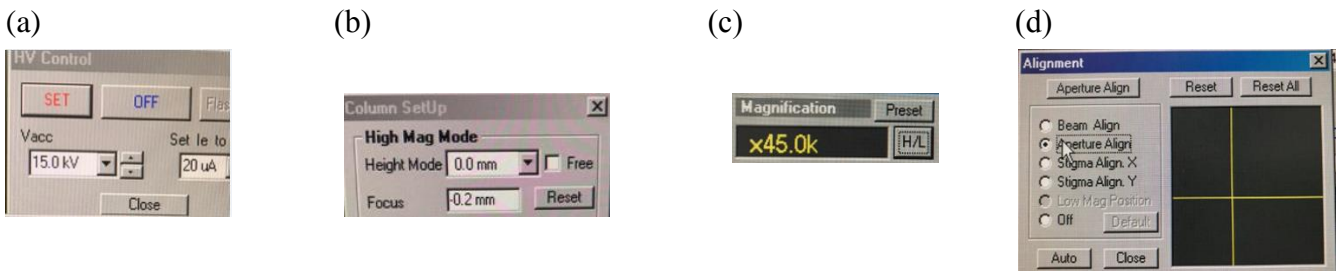 (a)
(b)
(c)
(d)
HV Control
SET
OFF
Vacc
Set Ie to
15.0 kV
20 uA
Close
Column SetUp
High Mag Mode
Height Mode 0.0 mm Free
Focus -0.2 mm Reset
Magnification Preset
x45.0k H/L
Alignment
Aperture Align Reset Reset All
Beam Align
Aperture Align
Stigma Align. X
Stigma Align. Y
Low Mag Position
Off Default
Auto Close